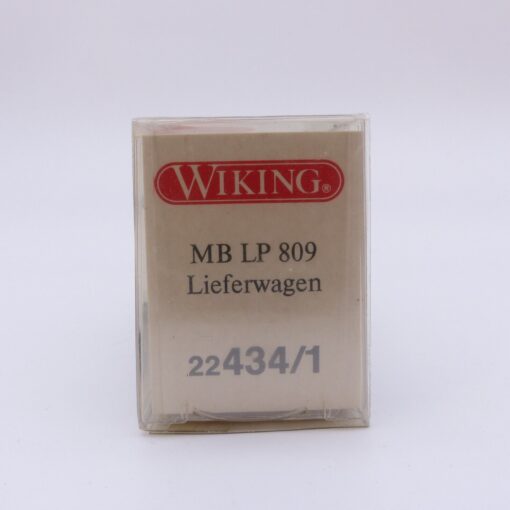 WIKING®
MB LP 809
Lieferwagen
22434/1